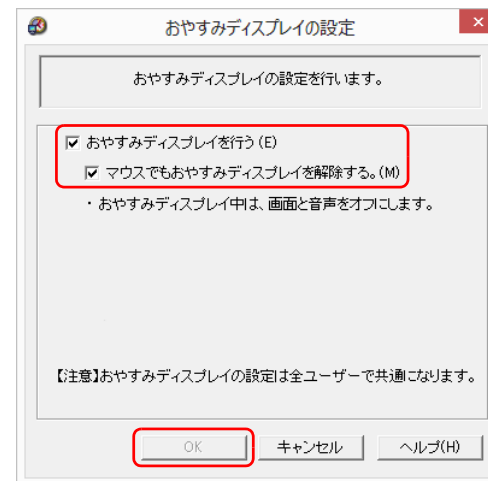 おやすみディスプレイの設定
おやすみディスプレイの設定を行います。
おやすみディスプレイを行う(E)
マウスでもおやすみディスプレイを解除する。(M)
・おやすみディスプレイ中は、画面と音声をオフにします。
【注意】おやすみディスプレイの設定は全ユーザーで共通になります。
OK キャンセル ヘルプ(H)